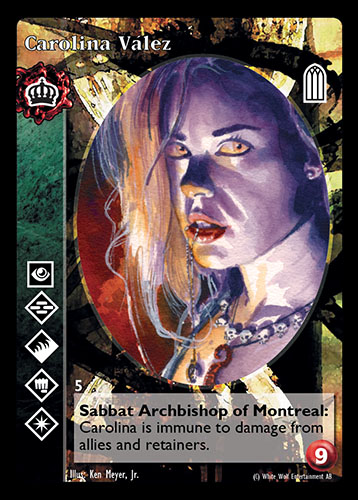 Carolina Vález
5
Sabbat Archbishop of Montreal:
Carolina is immune to damage from
allies and retainers.
9
Illus: Ken Meyer, Jr.
(C) White Wolf Entertainment AB